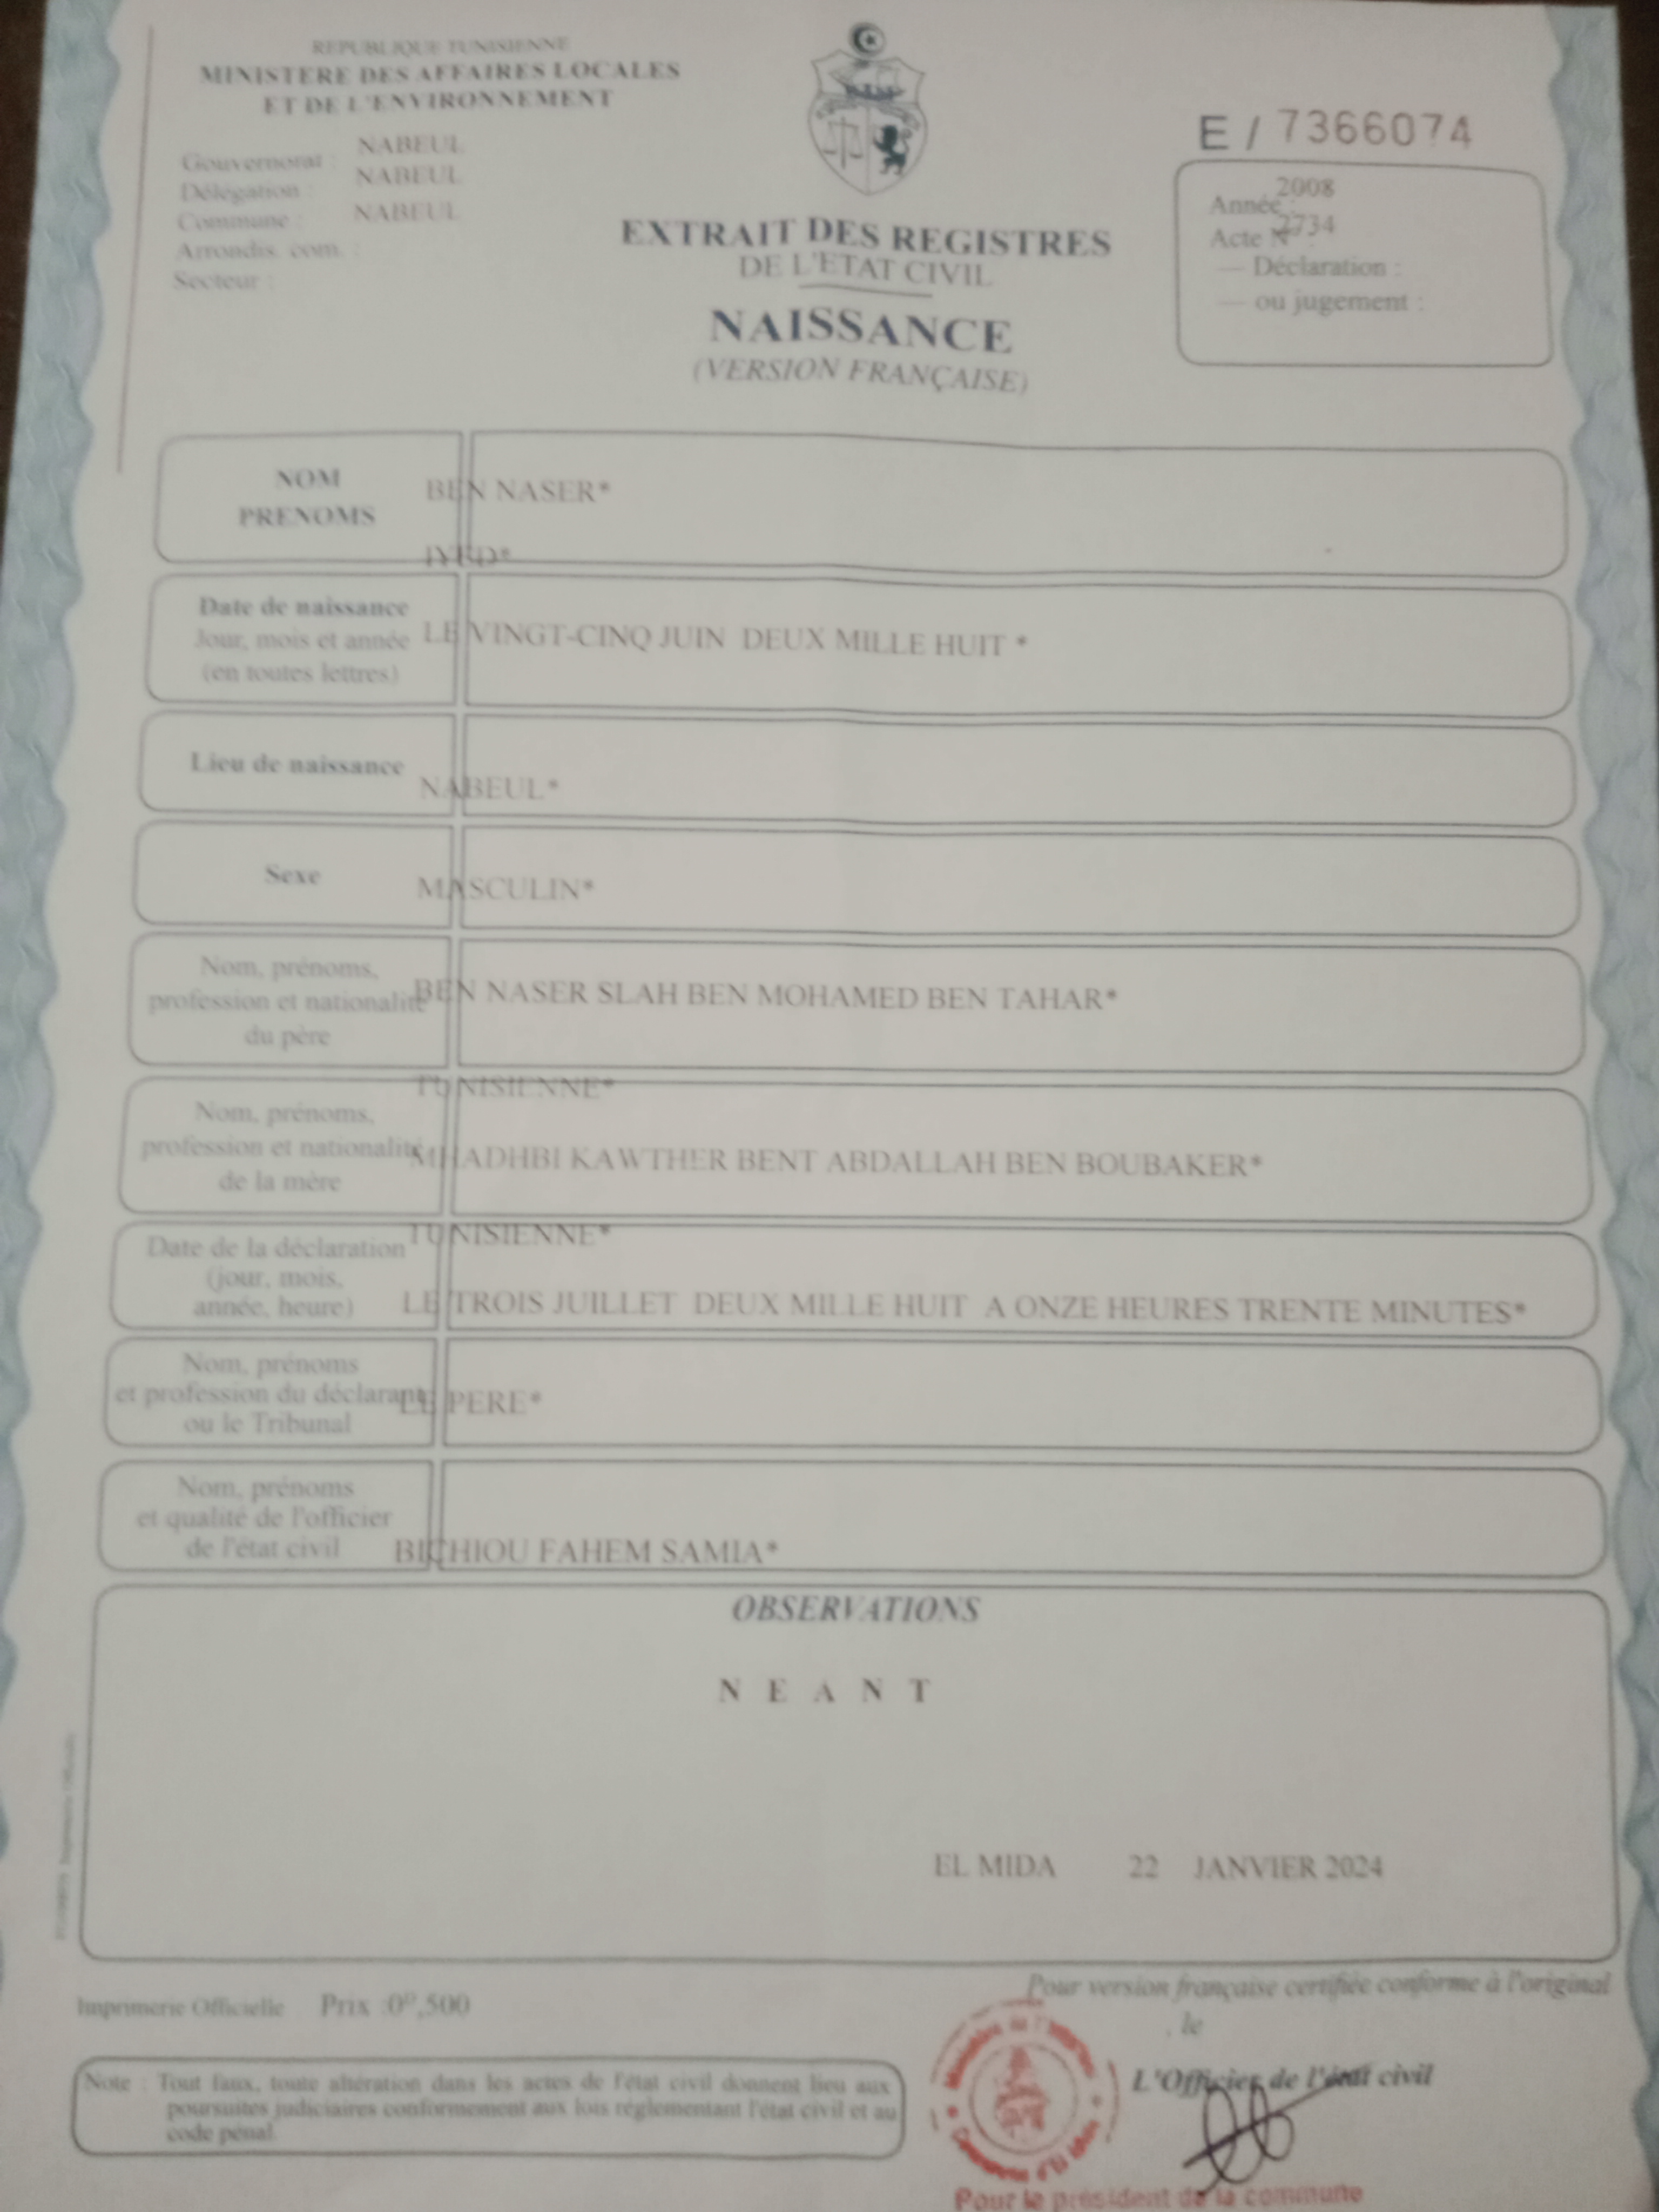 REPUBLIQUE TUNISIENNE
MINISTERE DES AFFAIRES LOCALES
ET DE L'ENVIRONNEMENT
Gouvernorat : NABEUL
Délégation : NABEUL
Commune : NABEUL
Arrondis. com. :
Secteur :
E / 7366074
Année : 2008
Acte N° : 2734
— Déclaration :
— ou jugement :
EXTRAIT DES REGISTRES
DE L'ETAT CIVIL
NAISSANCE
(VERSION FRANÇAISE)
NOM
PRENOMS
BEN NASER*
IYED*
Date de naissance
Jour, mois et année
(en toutes lettres)
LE VINGT-CINQ JUIN DEUX MILLE HUIT *
Lieu de naissance
NABEUL*
Sexe
MASCULIN*
Nom, prénoms,
profession et nationalité
du père
BEN NASER SLAH BEN MOHAMED BEN TAHAR*
TUNISIENNE*
Nom, prénoms,
profession et nationalité
de la mère
MHADHBI KAWTHER BENT ABDALLAH BEN BOUBAKER*
TUNISIENNE*
Date de la déclaration
(jour, mois,
année, heure)
LE TROIS JUILLET DEUX MILLE HUIT A ONZE HEURES TRENTE MINUTES*
Nom, prénoms
et profession du déclarant
ou le Tribunal
LE PERE*
Nom, prénoms
et qualité de l'officier
de l'état civil
BICHIOU FAHEM SAMIA*
OBSERVATIONS
N E A N T
EL MIDA 22 JANVIER 2024
Imprimerie Officielle Prix :0ᴰ,500
Pour version française certifiée conforme à l'original
, le
L'Officier de l'état civil
Note : Tout faux, toute altération dans les actes de l'état civil donnent lieu aux
poursuites judiciaires conformement aux lois réglementant l'état civil et au
code pénal.
Pour le président de la commune